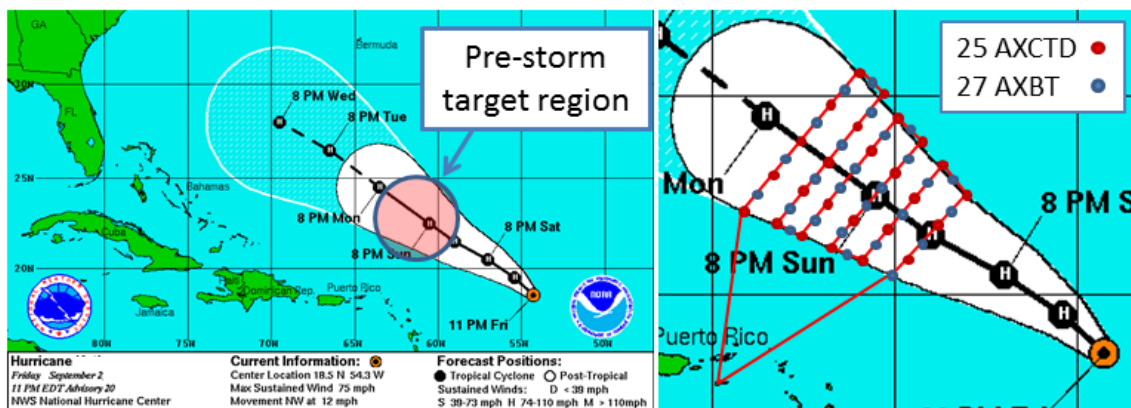 GA
FL
Bermuda
30N
25N
20N
Bahamas
Cuba
Jamaica
Dominican Rep.
Puerto Rico
8 PM Wed
8 PM Tue
8 PM Mon
8 PM Sun
8 PM Sat
11 PM Fri
Pre-storm
target region
80W
75W
70W
65W
60W
55W
50W
NOAA
Hurricane
Friday September 2
11 PM EDT Advisory 20
NWS National Hurricane Center
Current Information:
Center Location 18.5 N 54.3 W
Max Sustained Wind 75 mph
Movement NW at 12 mph
Forecast Positions:
Tropical Cyclone Post-Tropical
Sustained Winds: D < 39 mph
S 39-73 mph H 74-110 mph M > 110mph
25 AXCTD
27 AXBT
H
Mon
8 PM Sun
8 PM S
Puerto Rico